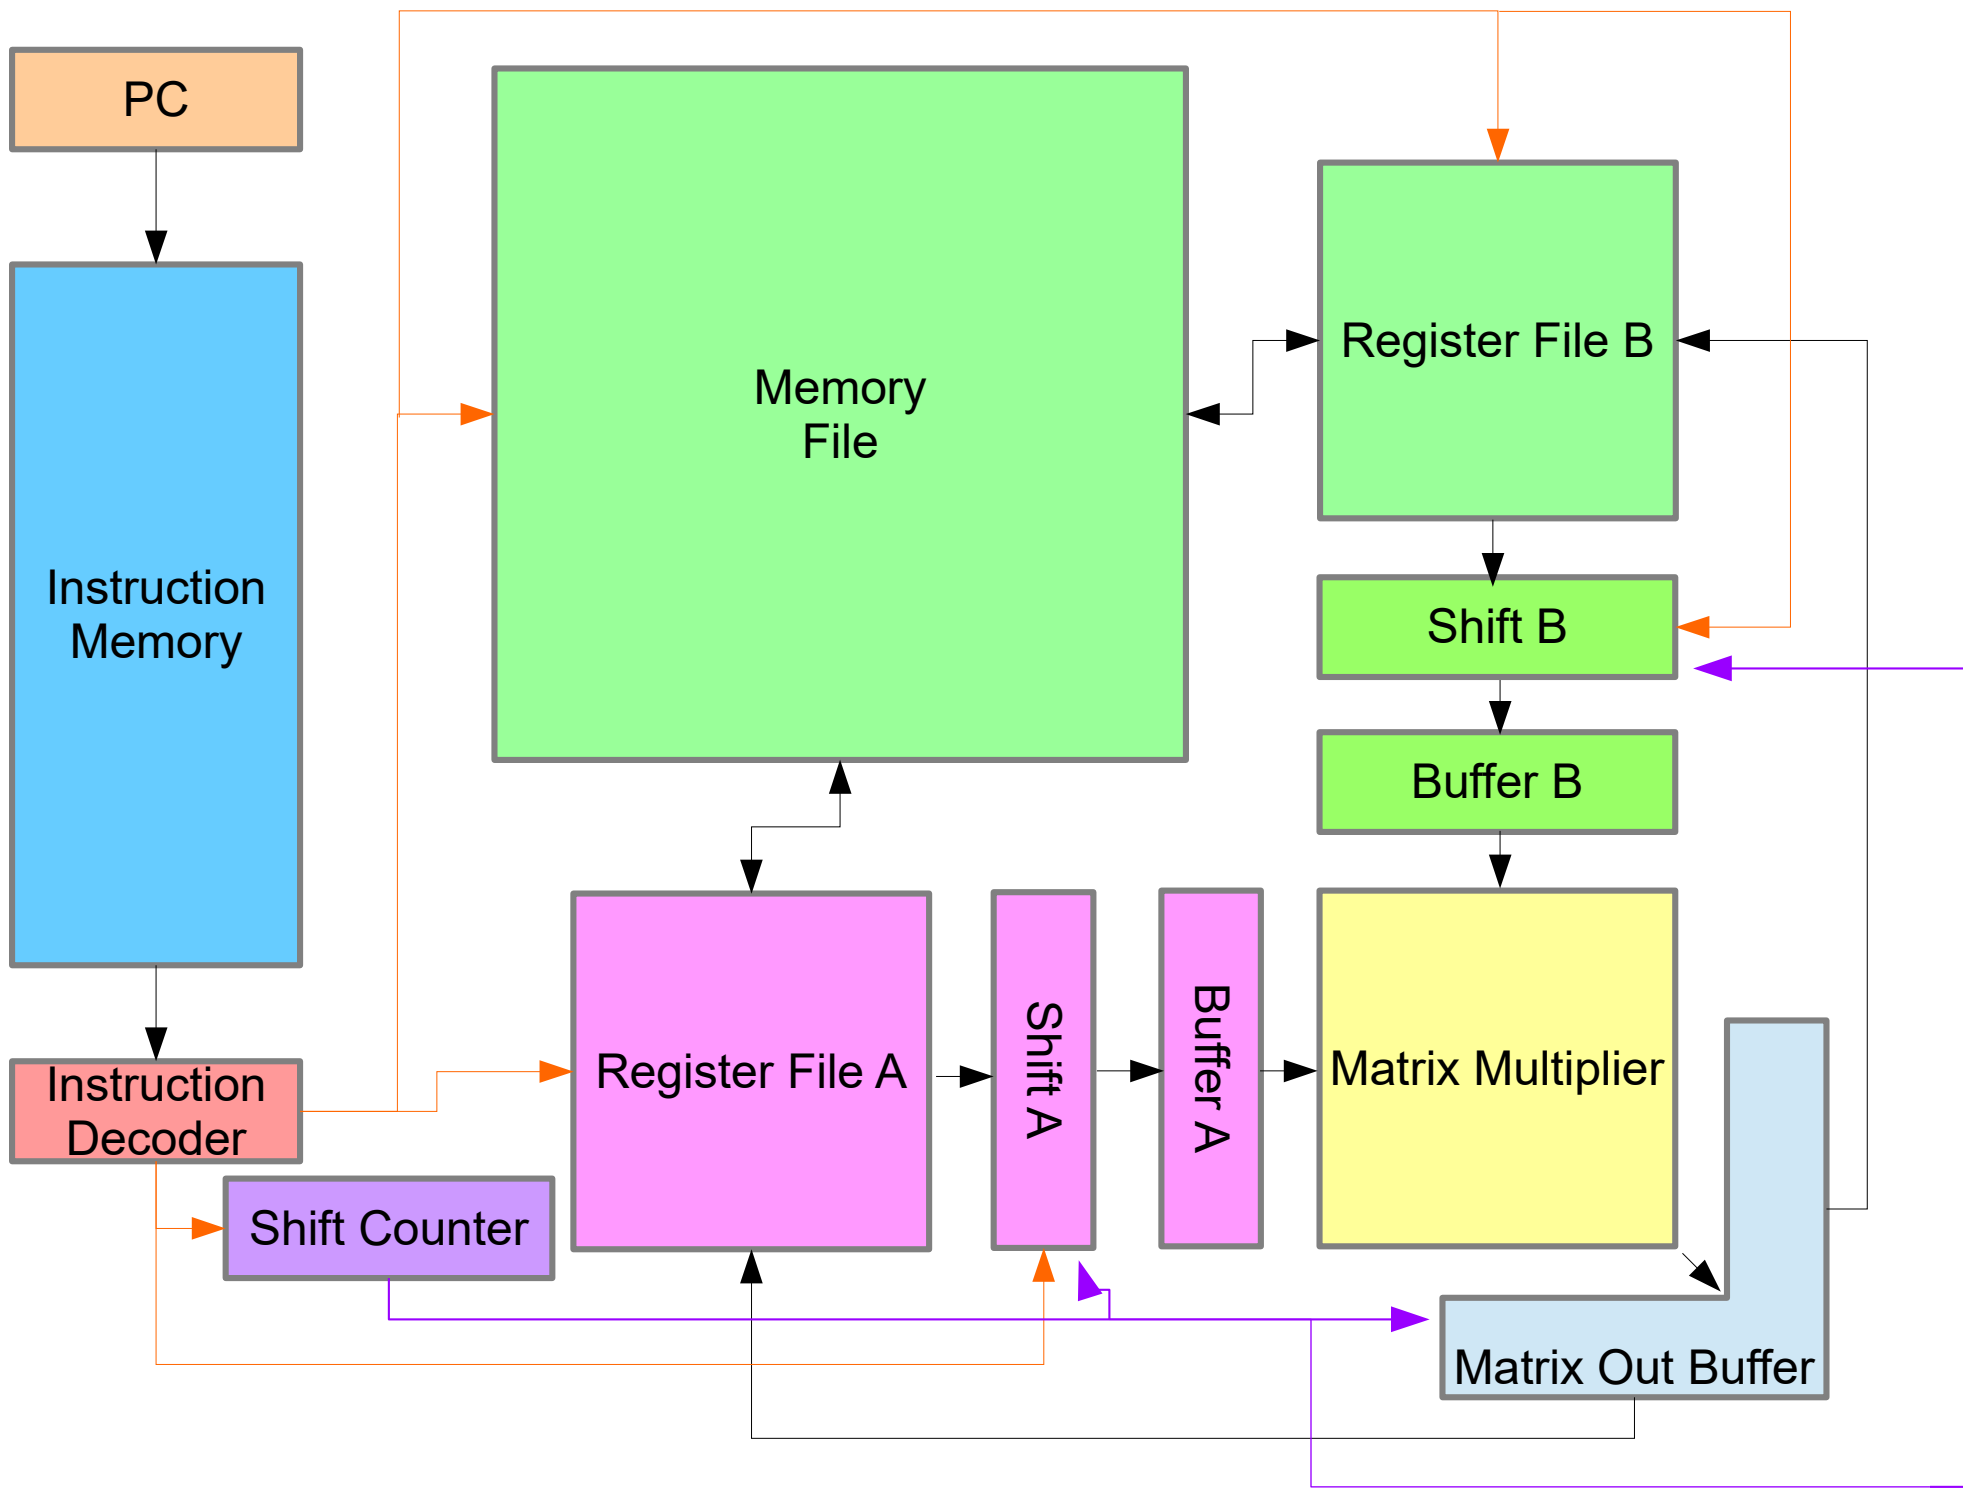 PC
Memory
File
Register File B
Instruction
Memory
Shift B
Buffer B
Instruction
Decoder
Register File A
Shift A
Buffer A
Matrix Multiplier
Shift Counter
Matrix Out Buffer